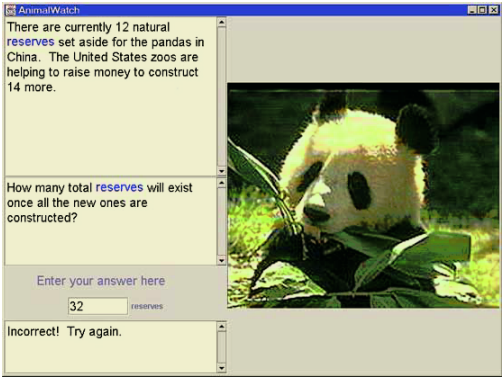 AnimalWatch
There are currently 12 natural
reserves set aside for the pandas in
China. The United States zoos are
helping to raise money to construct
14 more.
How many total reserves will exist
once all the new ones are
constructed?
Enter your answer here
32 reserves
Incorrect! Try again.